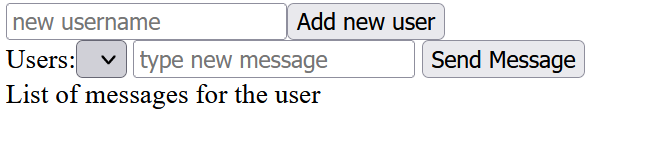 new username Add new user
Users: type new message Send Message
List of messages for the user